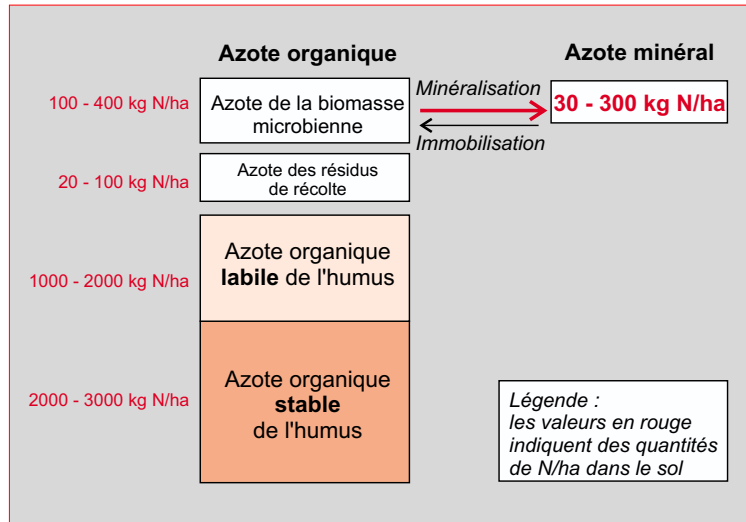 Azote organique
Azote minéral
100 - 400 kg N/ha
Azote de la biomasse
microbienne
Minéralisation
Immobilisation
30 - 300 kg N/ha
20 - 100 kg N/ha
Azote des résidus
de récolte
1000 - 2000 kg N/ha
Azote organique
labile de l'humus
2000 - 3000 kg N/ha
Azote organique
stable
de l'humus
Légende :
les valeurs en rouge
indiquent des quantités
de N/ha dans le sol